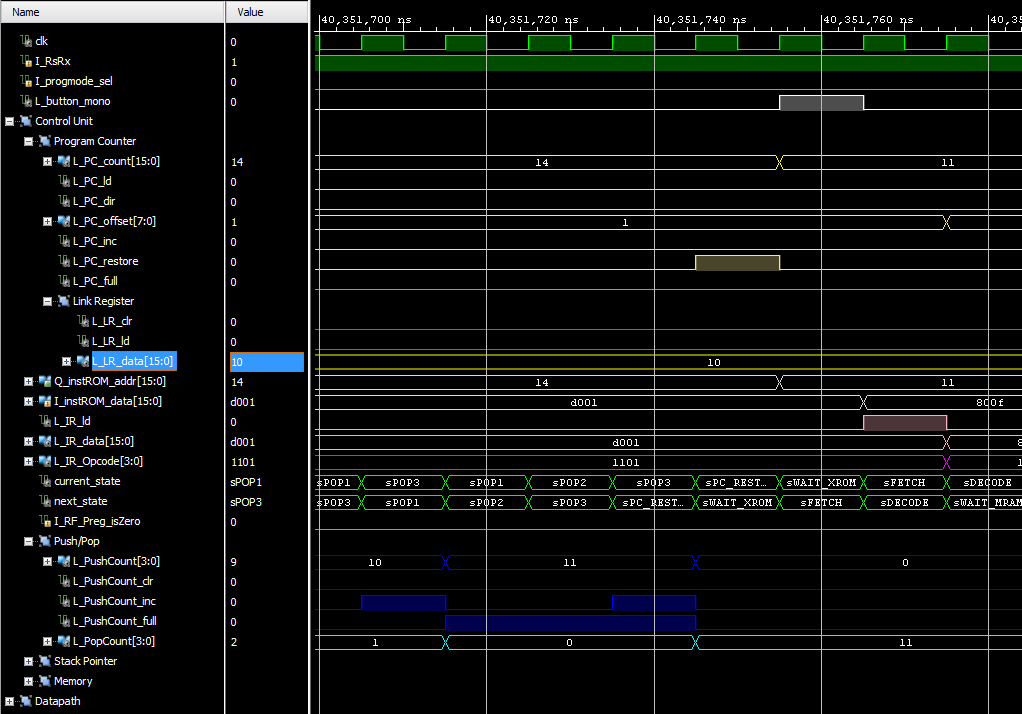 Name Value 40,351,700 ns 40,351,720 ns 40,351,740 ns 40,351,760 ns 40,35
clk 0
I_RsRx 1
I_progmode_sel 0
L_button_mono 0
Control Unit
Program Counter
L_PC_count[15:0] 14 14 11
L_PC_ld 0
L_PC_dir 0
L_PC_offset[7:0] 1 1
L_PC_inc 0
L_PC_restore 0
L_PC_full 0
Link Register
L_LR_clr 0
L_LR_ld 0
L_LR_data[15:0] 10 10
Q_instROM_addr[15:0] 14 14 11
I_instROM_data[15:0] d001 d001 800f
L_IR_ld 0
L_IR_data[15:0] d001 d001 8
L_IR_Opcode[3:0] 1101 1101 1
current_state sPOP1 sPOP1 sPOP3 sPOP1 sPOP2 sPOP3 sPC_REST... sWAIT_XROM sFETCH sDECODE
next_state sPOP3 sPOP3 sPOP1 sPOP2 sPOP3 sPC_REST... sWAIT_XROM sFETCH sDECODE sWAIT_MRAM
I_RF_Preg_isZero 0
Push/Pop
L_PushCount[3:0] 9 10 11 0
L_PushCount_clr 0
L_PushCount_inc 0
L_PushCount_full 0
L_PopCount[3:0] 2 1 0 11
Stack Pointer
Memory
Datapath